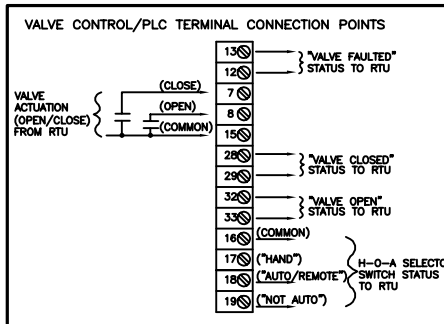 VALVE CONTROL/PLC TERMINAL CONNECTION POINTS
13
"VALVE FAULTED"
12
STATUS TO RTU
(CLOSE)
7
VALVE
ACTUATION
(OPEN/CLOSE)
FROM RTU
(OPEN)
8
(COMMON)
15
28
"VALVE CLOSED"
29
STATUS TO RTU
32
"VALVE OPEN"
33
STATUS TO RTU
16
(COMMON)
17
("HAND")
H-O-A SELECTO
18
("AUTO/REMOTE")
SWITCH STATUS
TO RTU
19
("NOT AUTO")